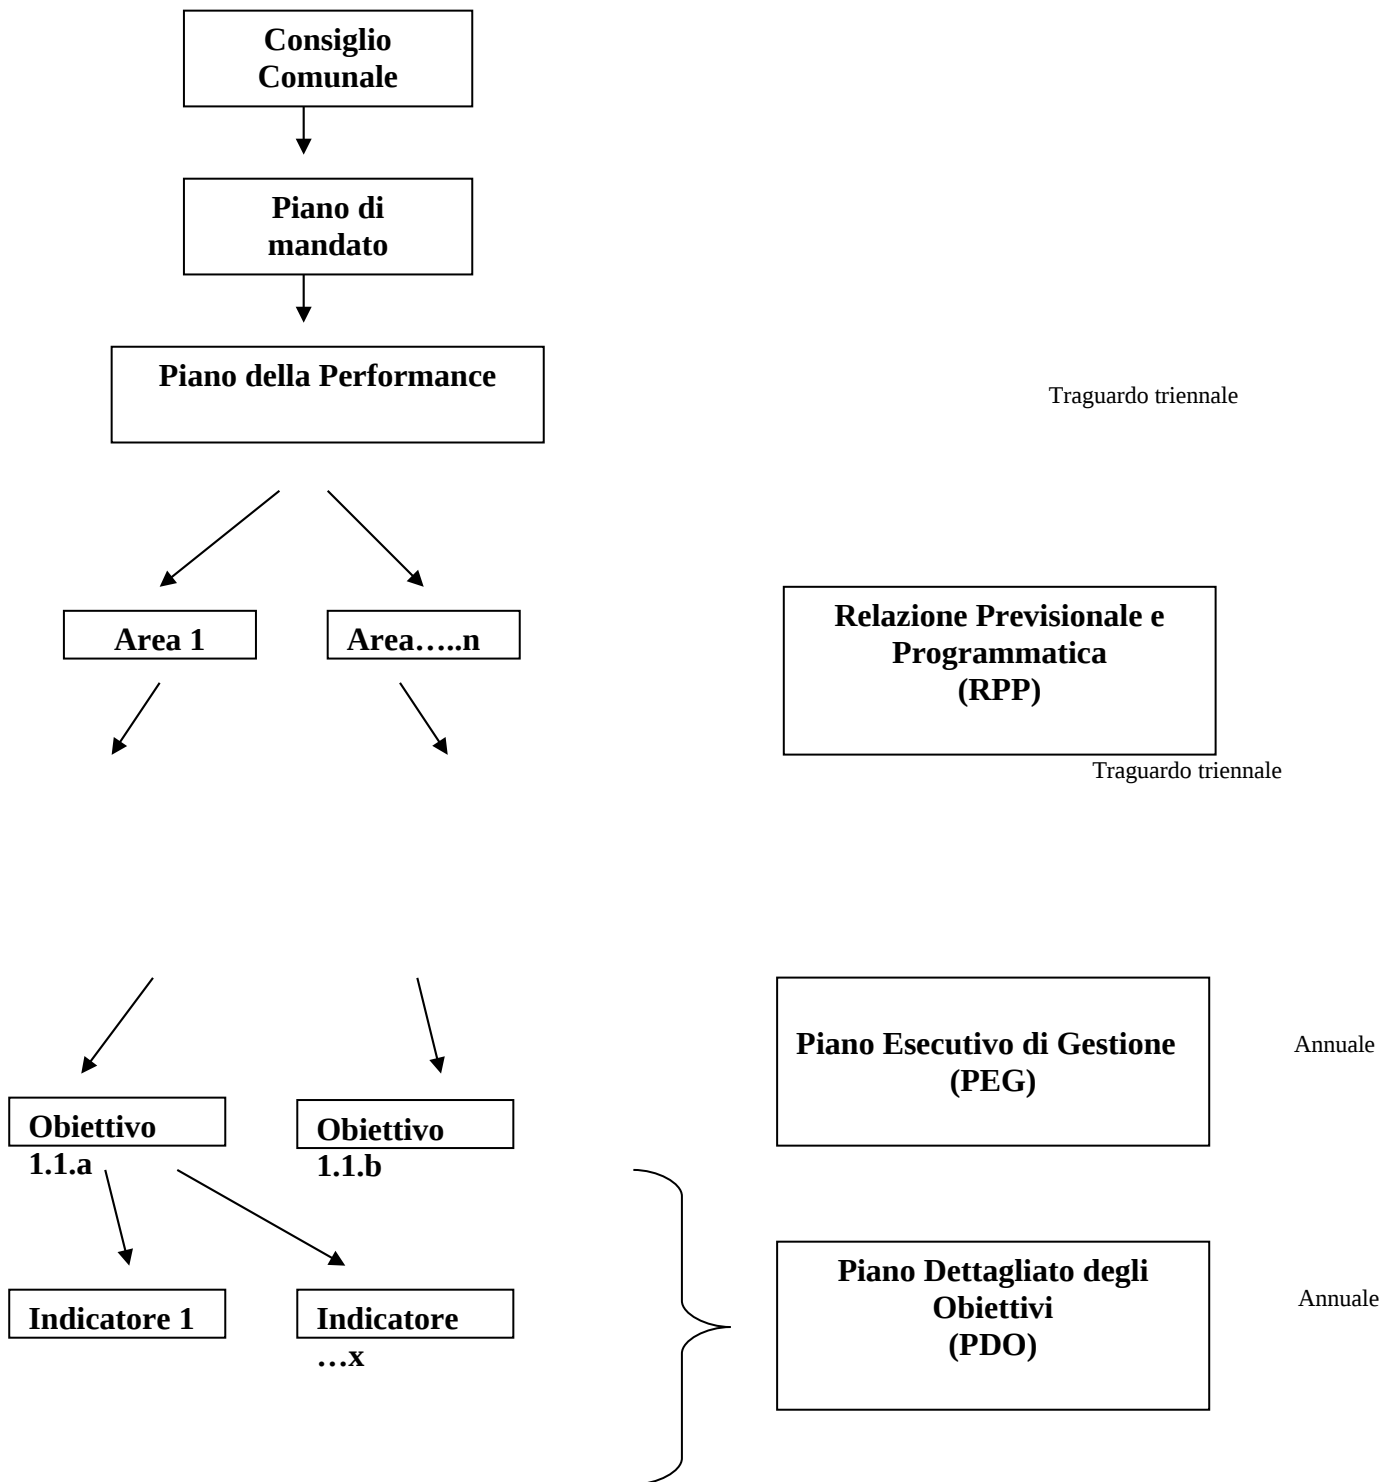 Consiglio
Comunale
Piano di
mandato
Piano della Performance
Traguardo triennale
Area 1
Area…..n
Relazione Previsionale e
Programmatica
(RPP)
Traguardo triennale
Piano Esecutivo di Gestione
(PEG)
Annuale
Obiettivo
1.1.a
Obiettivo
1.1.b
Piano Dettagliato degli
Obiettivi
(PDO)
Annuale
Indicatore 1
Indicatore
…x